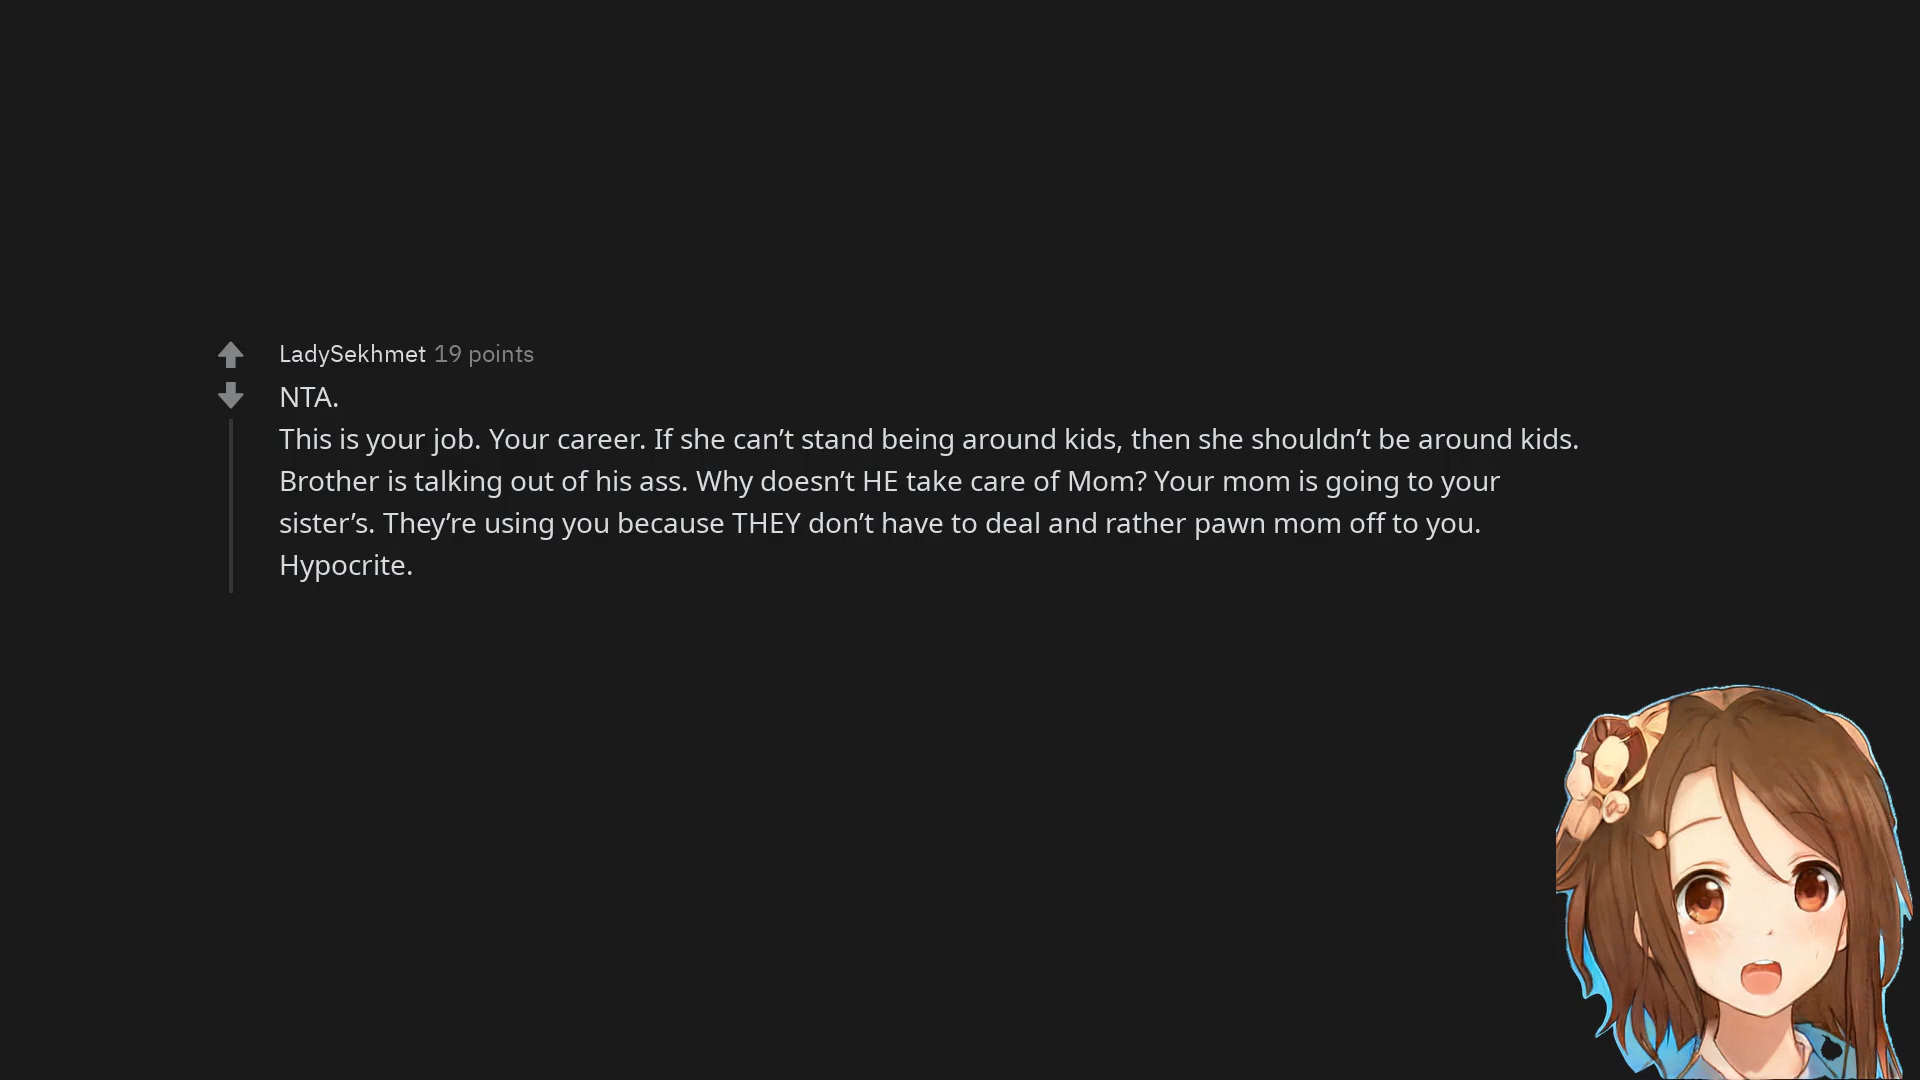 LadySekhmet 19 points
NTA.
This is your job. Your career. If she can’t stand being around kids, then she shouldn’t be around kids.
Brother is talking out of his ass. Why doesn’t HE take care of Mom? Your mom is going to your
sister’s. They’re using you because THEY don’t have to deal and rather pawn mom off to you.
Hypocrite.